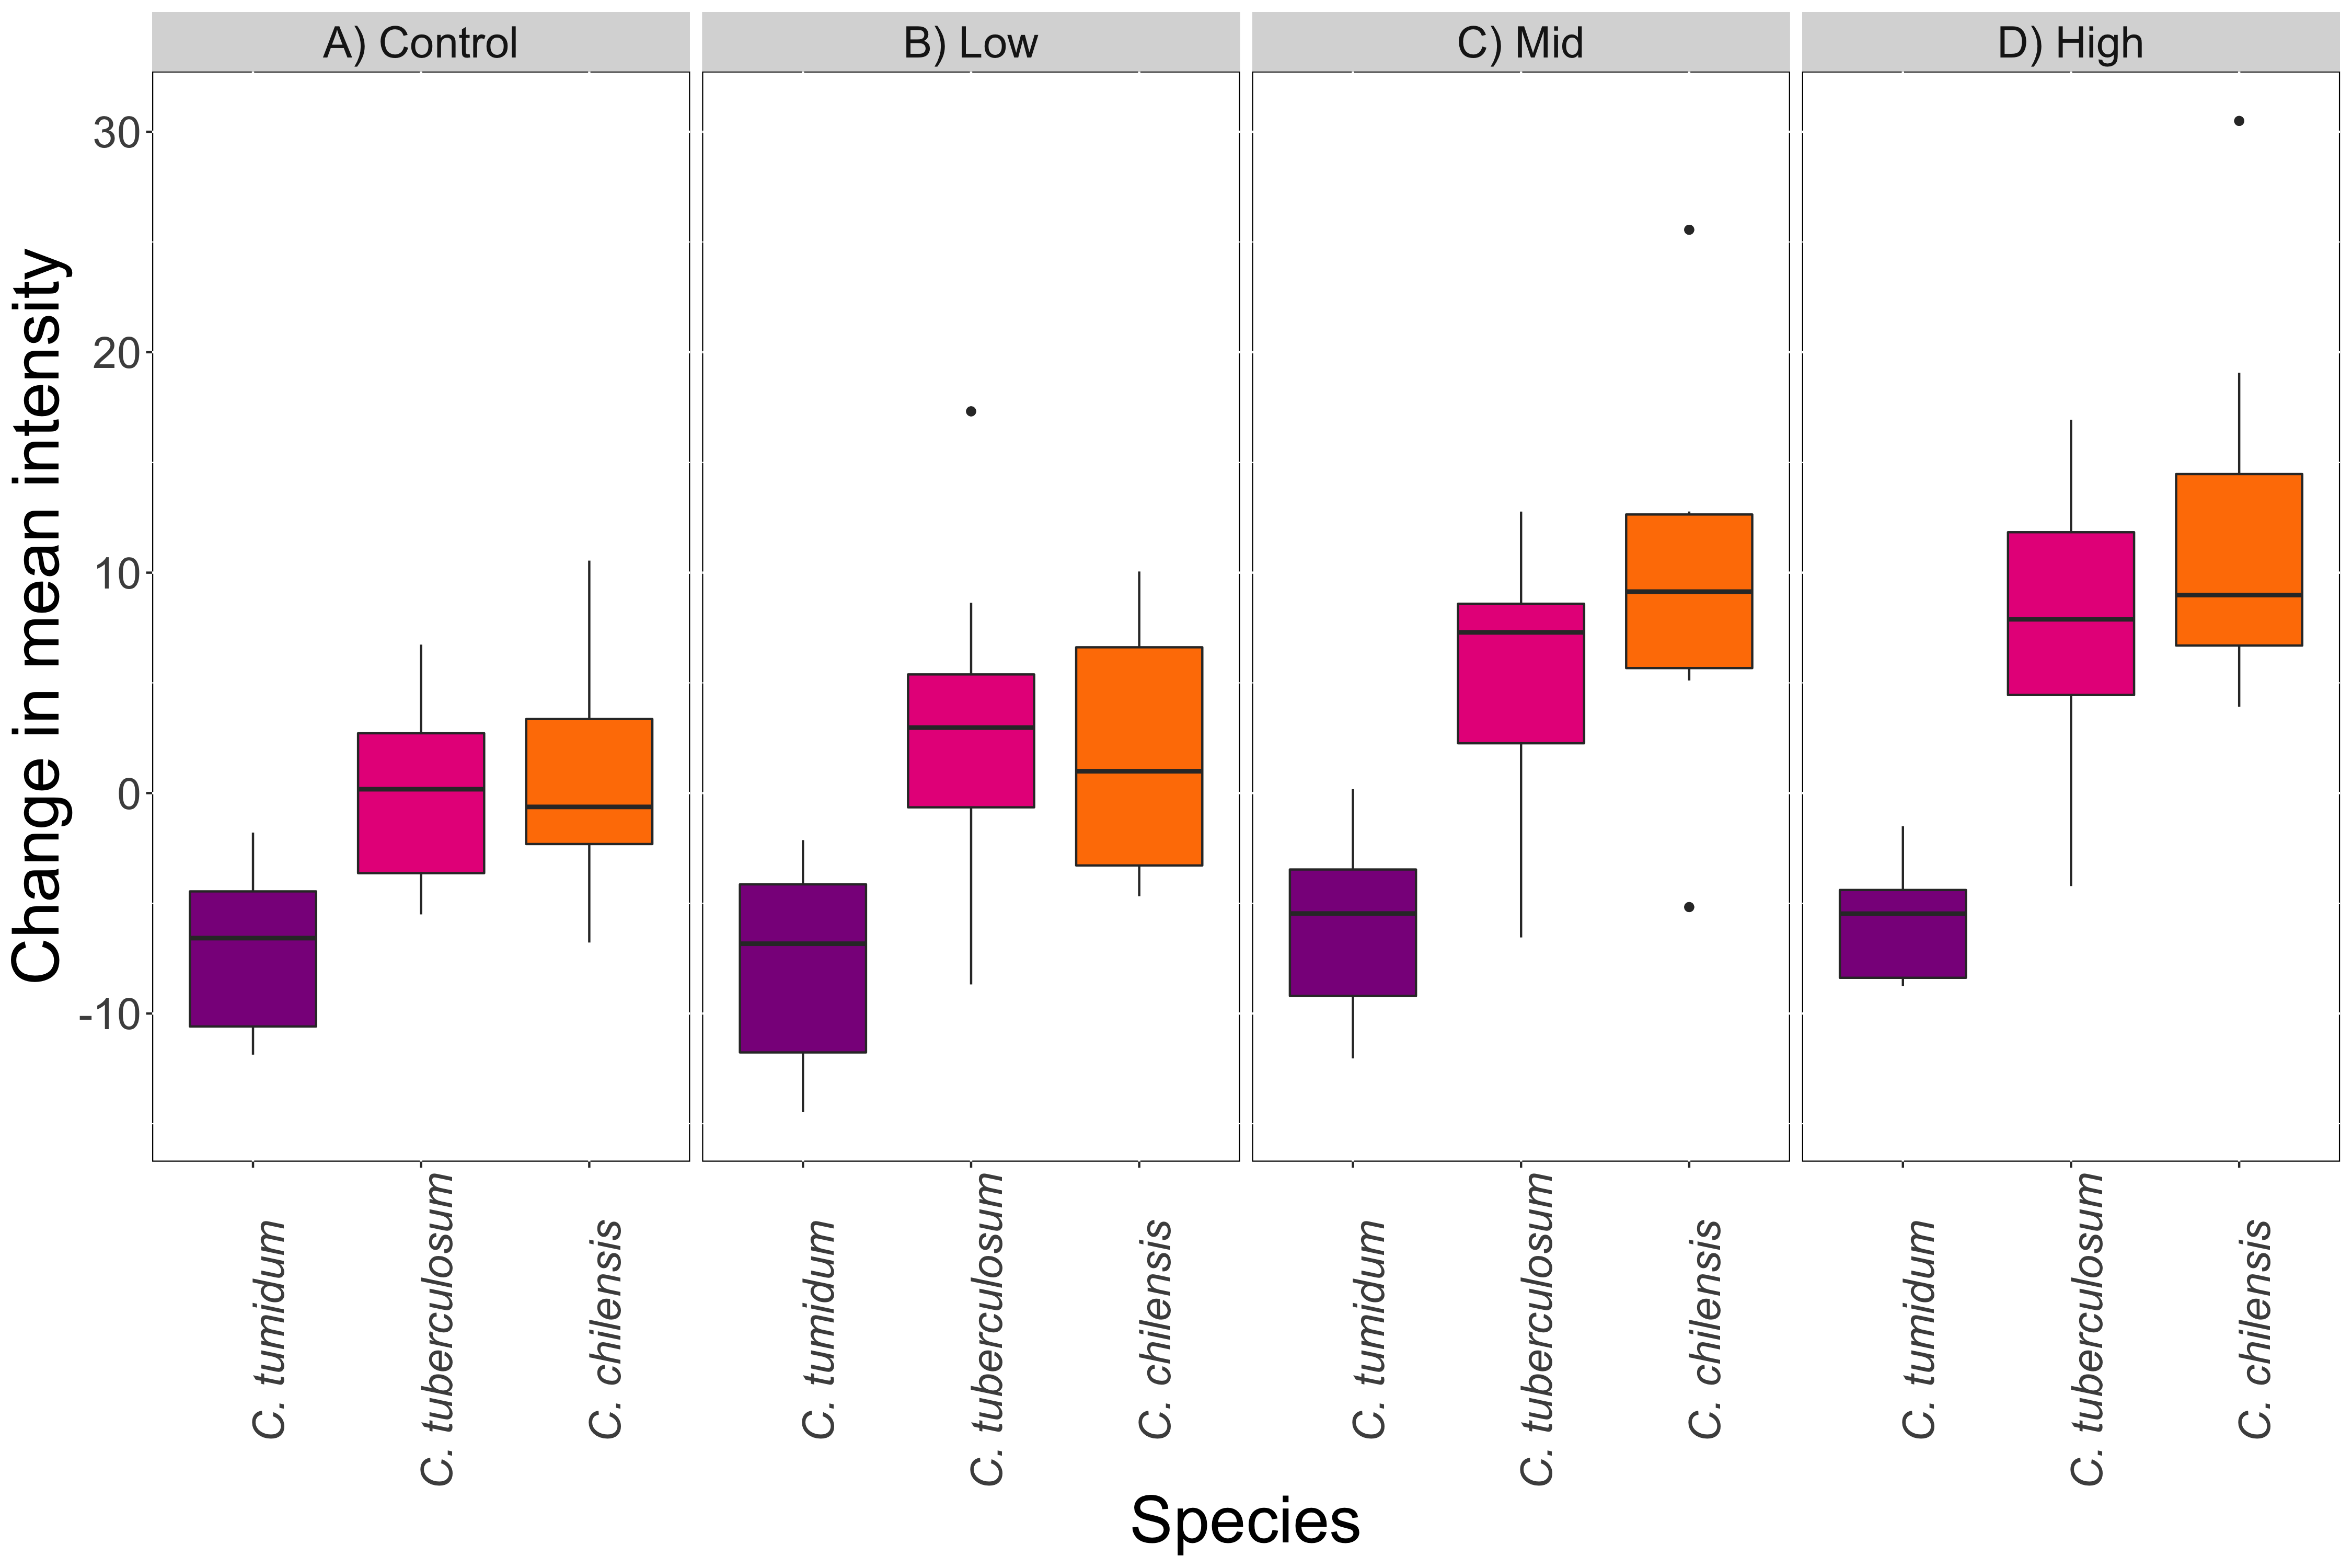 A) Control
B) Low
C) Mid
D) High
Change in mean intensity
30
20
10
0
-10
C. tumidum
C. tuberculosum
C. chilensis
C. tumidum
C. tuberculosum
C. chilensis
C. tumidum
C. tuberculosum
C. chilensis
C. tumidum
C. tuberculosum
C. chilensis
Species